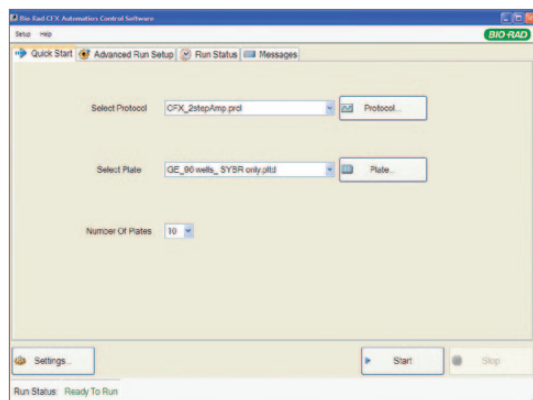 Bio Rad CFX Automation Control Software
Setup Help
BIO-RAD
Quick Start Advanced Run Setup Run Status Messages
Select Protocol CFX_2stepAmp.prcl Protocol...
Select Plate GE_90 wells_ SYBR only.pltd Plate...
Number Of Plates 10
Settings... Start Stop
Run Status: Ready To Run